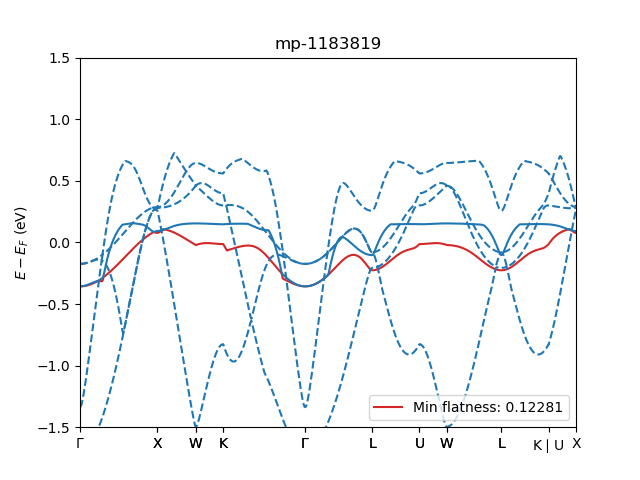 mp-1183819
E − E_F (eV)
1.5
1.0
0.5
0.0
−0.5
−1.0
−1.5
Min flatness: 0.12281
Γ X W K Γ L U W L K | U X